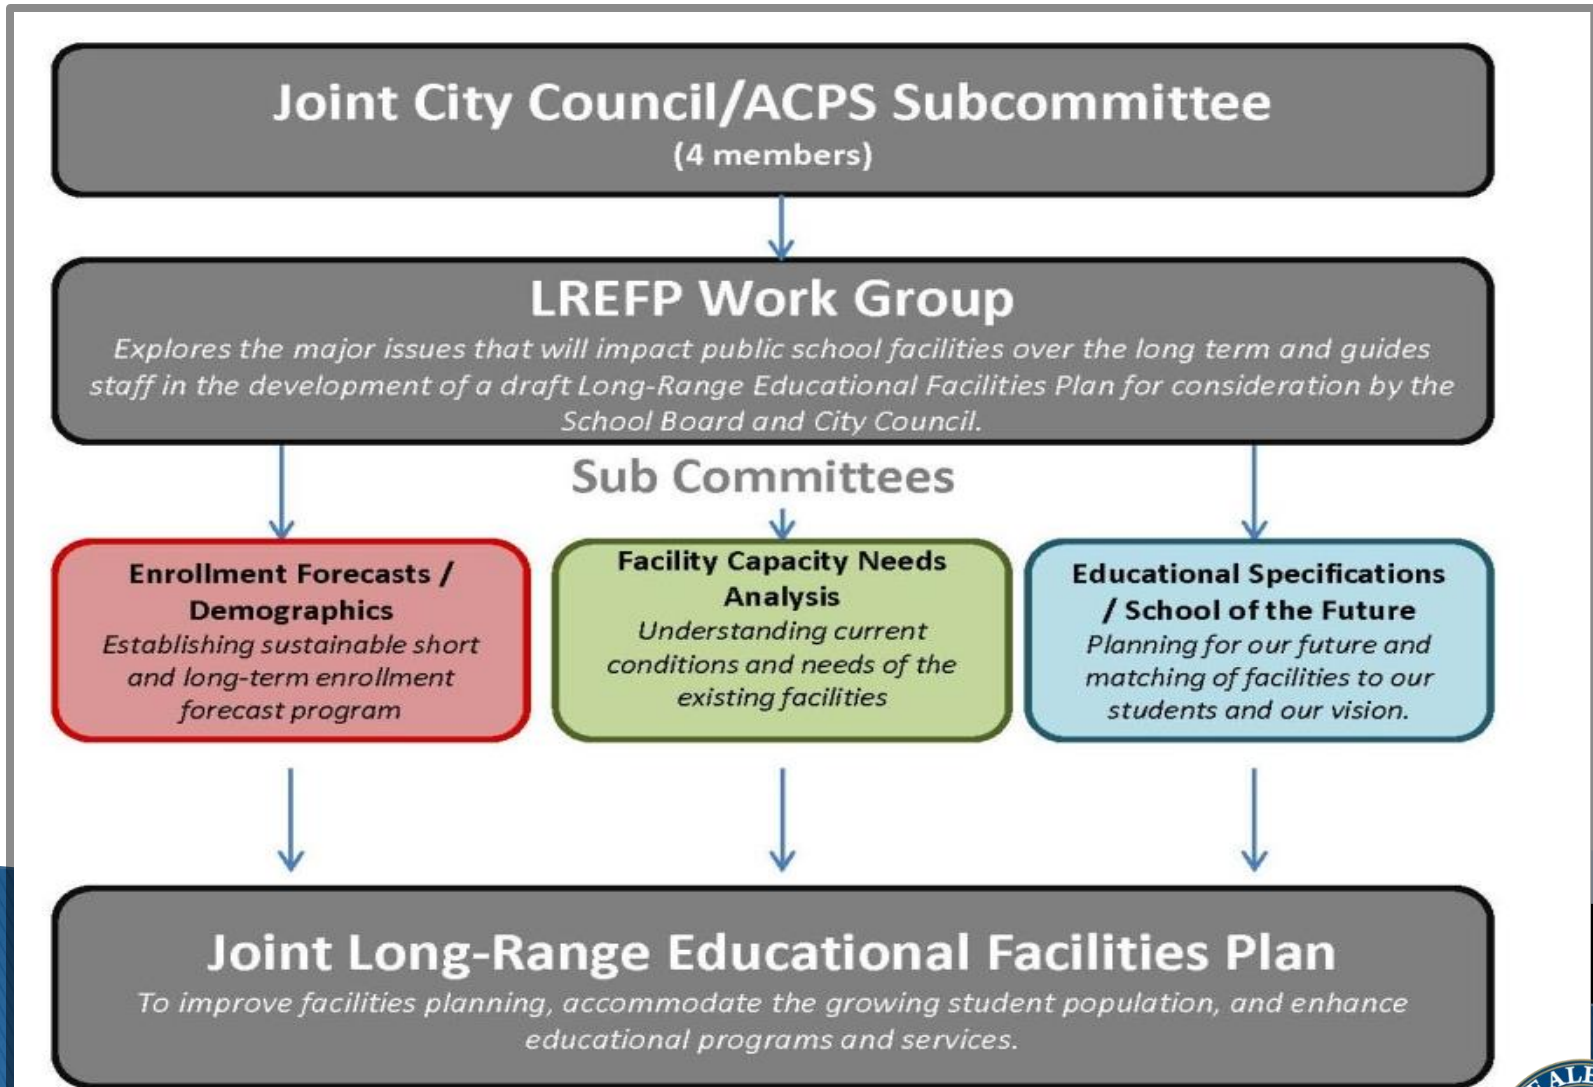 Joint City Council/ACPS Subcommittee
(4 members)
LREFP Work Group
Explores the major issues that will impact public school facilities over the long term and guides
staff in the development of a draft Long-Range Educational Facilities Plan for consideration by the
School Board and City Council.
Sub Committees
Enrollment Forecasts /
Demographics
Establishing sustainable short
and long-term enrollment
forecast program
Facility Capacity Needs
Analysis
Understanding current
conditions and needs of the
existing facilities
Educational Specifications
/ School of the Future
Planning for our future and
matching of facilities to our
students and our vision.
Joint Long-Range Educational Facilities Plan
To improve facilities planning, accommodate the growing student population, and enhance
educational programs and services.